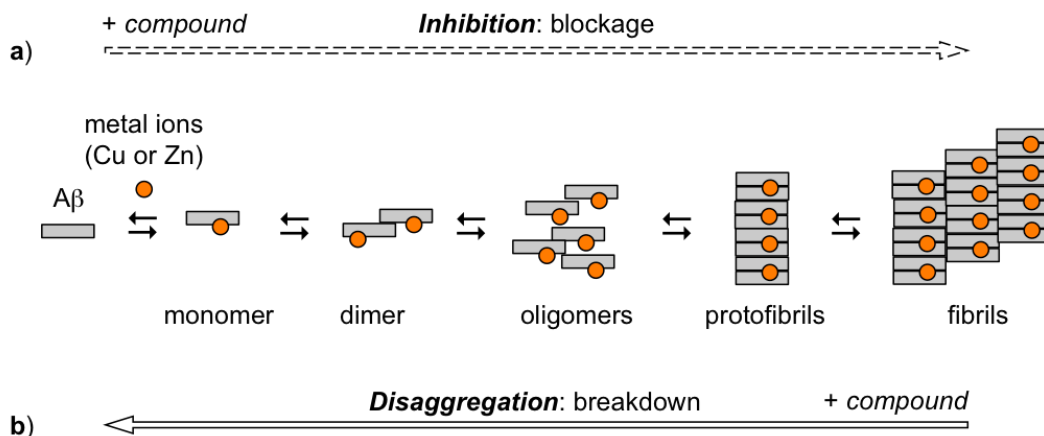 + compound
Inhibition: blockage
a)
metal ions
(Cu or Zn)
Aβ
monomer
dimer
oligomers
protofibrils
fibrils
Disaggregation: breakdown
+ compound
b)